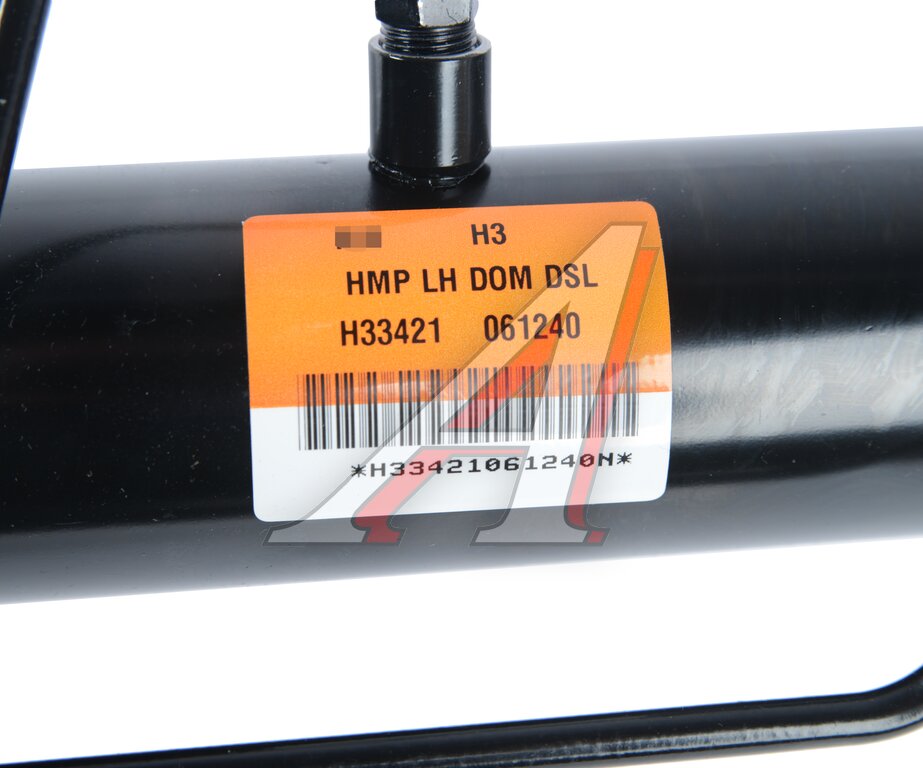 H3
HMP LH DOM DSL
H33421 061240
*H33421061240N*